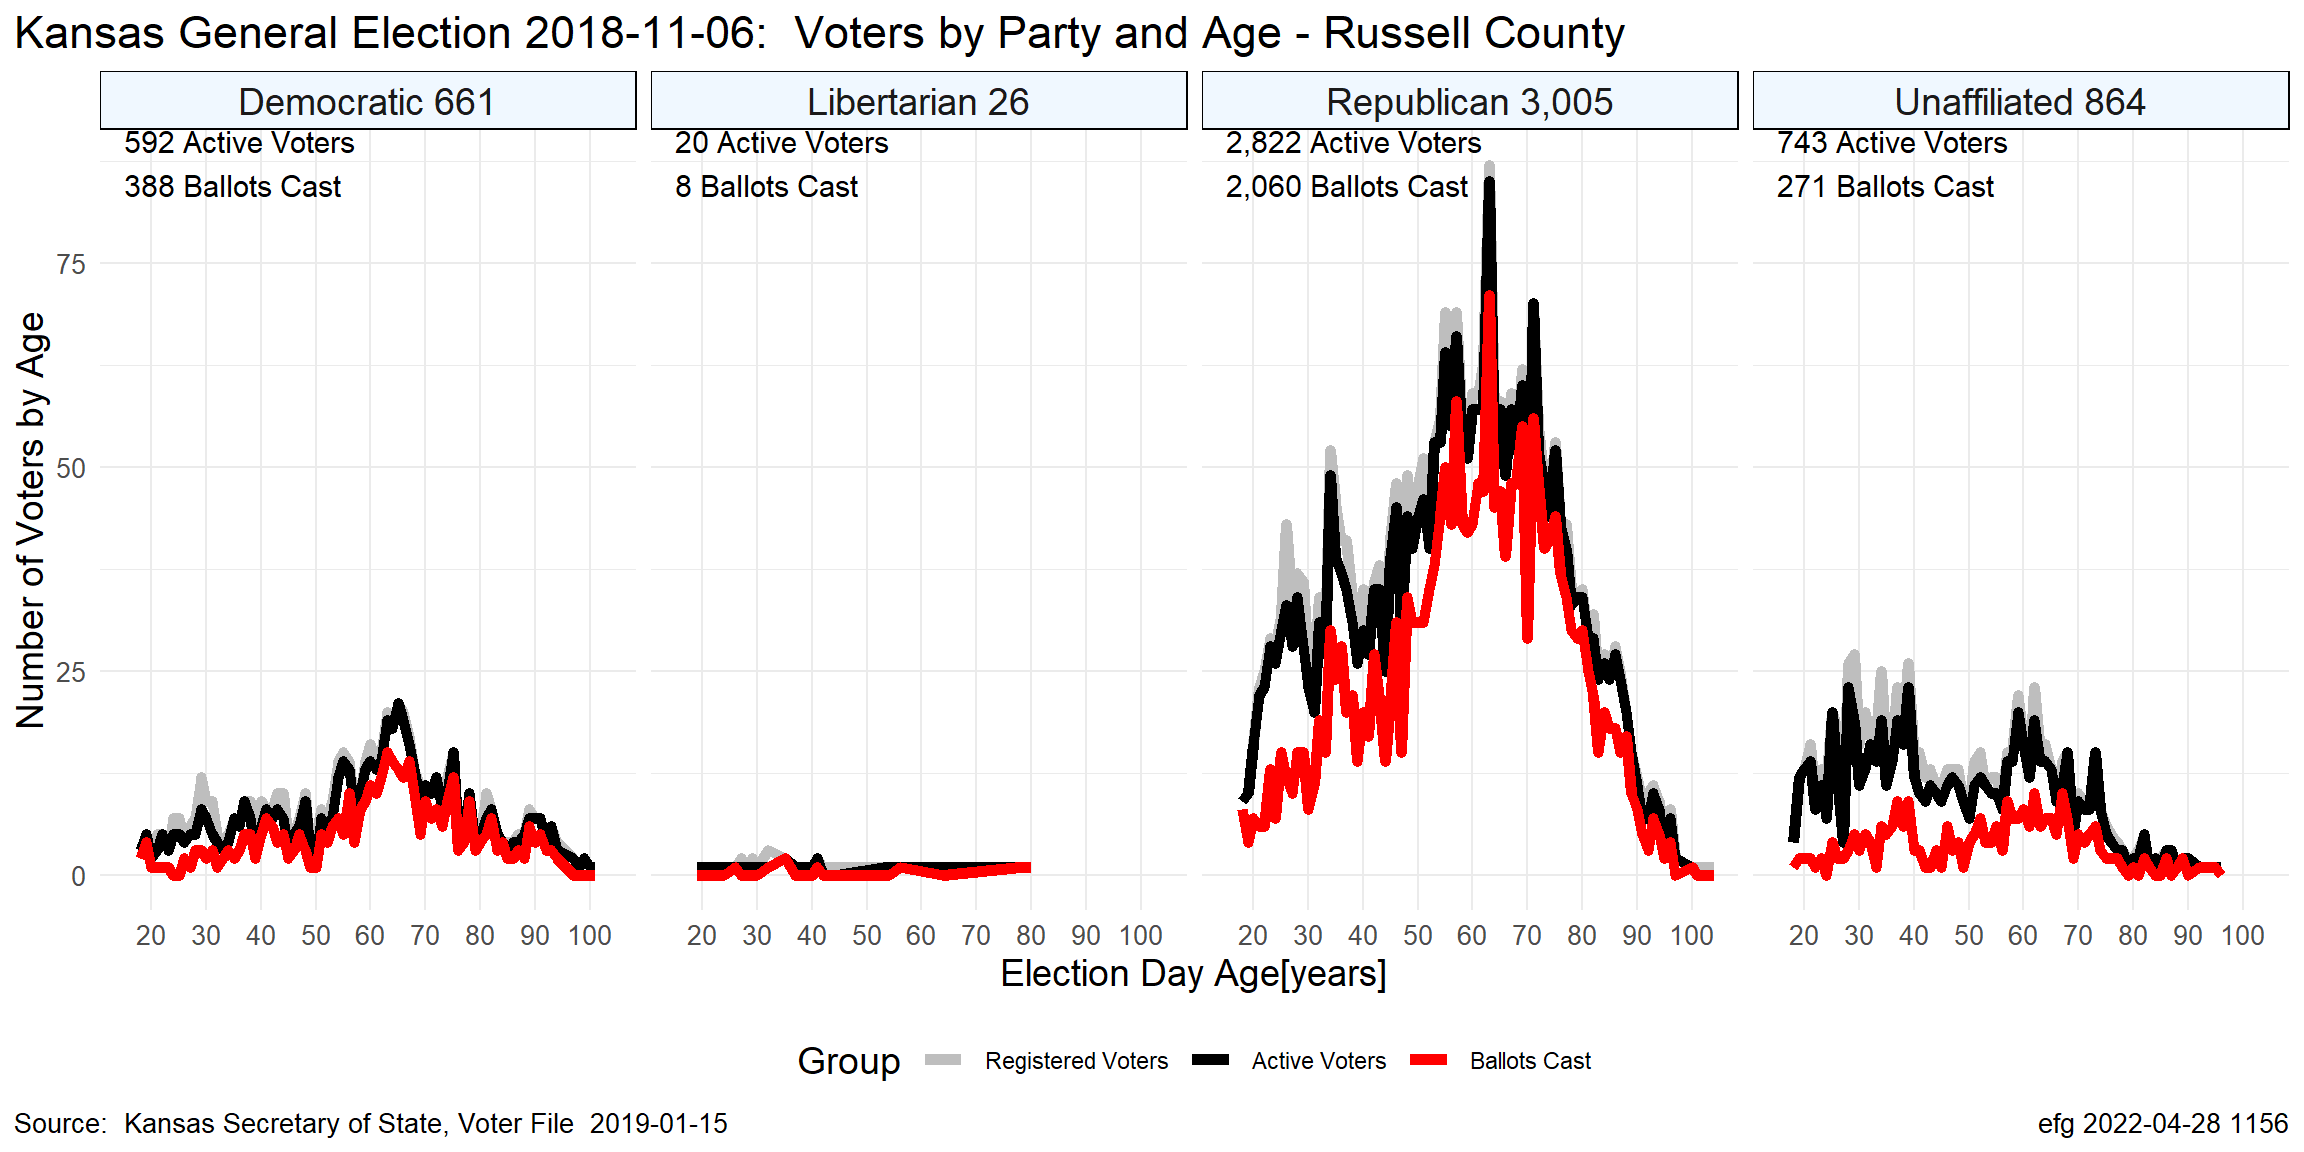 Kansas General Election 2018-11-06:  Voters by Party and Age - Russell County
Democratic 661
Libertarian 26
Republican 3,005
Unaffiliated 864
592 Active Voters
388 Ballots Cast
20 Active Voters
8 Ballots Cast
2,822 Active Voters
2,060 Ballots Cast
743 Active Voters
271 Ballots Cast
Number of Voters by Age
75
50
25
0
20 30 40 50 60 70 80 90 100
20 30 40 50 60 70 80 90 100
20 30 40 50 60 70 80 90 100
20 30 40 50 60 70 80 90 100
Election Day Age[years]
Group Registered Voters Active Voters Ballots Cast
Source:  Kansas Secretary of State, Voter File  2019-01-15
efg 2022-04-28 1156